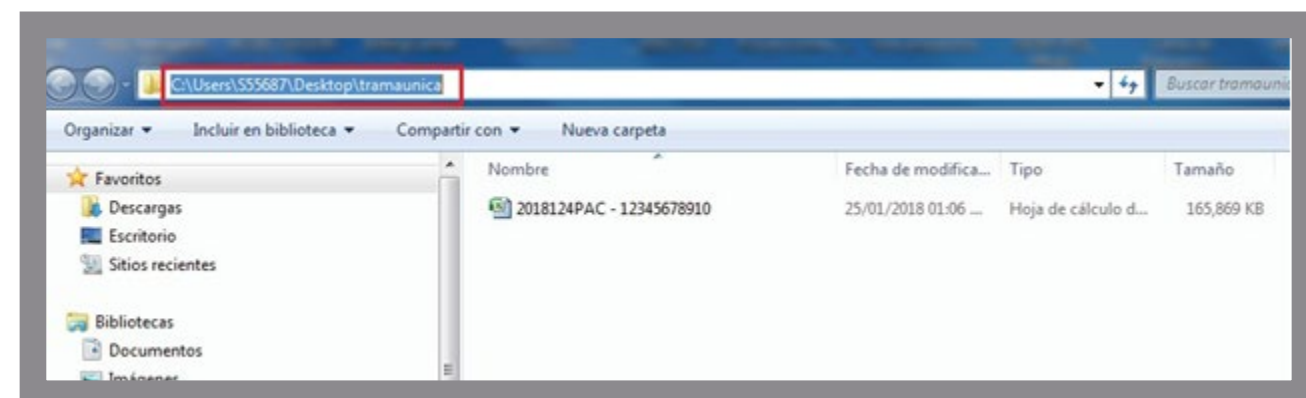 C:\Users\S55687\Desktop\tramaunica
Buscar tramauni
Organizar Incluir en biblioteca Compartir con Nueva carpeta
Favoritos
Descargas
Escritorio
Sitios recientes
Bibliotecas
Documentos
Imágenes
Nombre Fecha de modifica... Tipo Tamaño
2018124PAC - 12345678910 25/01/2018 01:06 ... Hoja de cálculo d... 165,869 KB